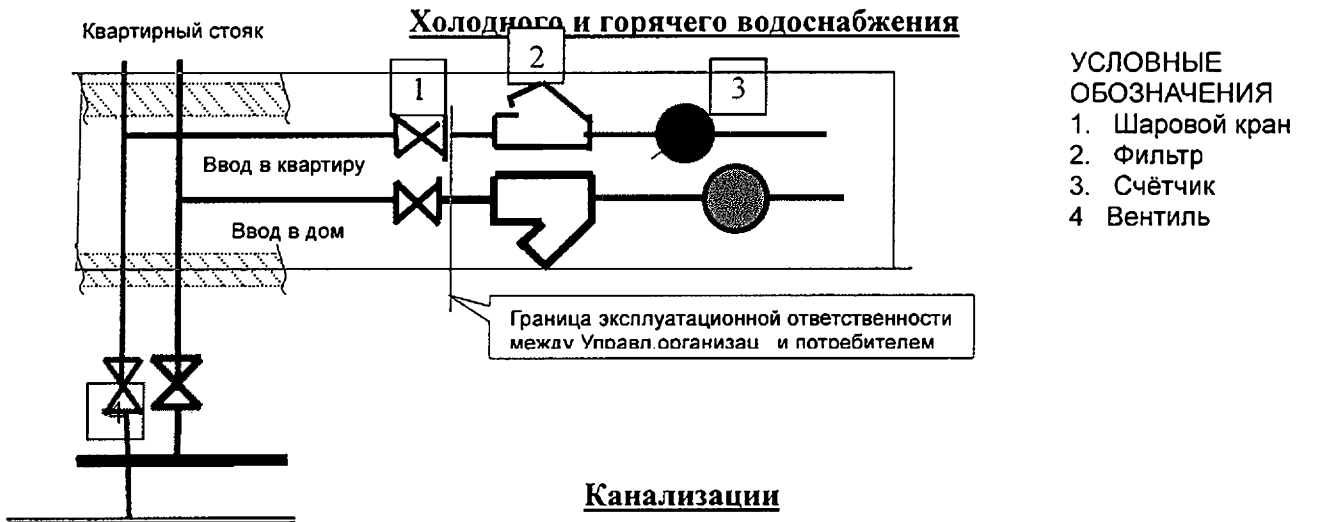 Холодного и горячего водоснабжения
Квартирный стояк
1
2
3
Ввод в квартиру
Ввод в дом
Граница эксплуатационной ответственности
между Управл.организац и потребителем
4
УСЛОВНЫЕ
ОБОЗНАЧЕНИЯ
1. Шаровой кран
2. Фильтр
3. Счётчик
4 Вентиль
Канализации